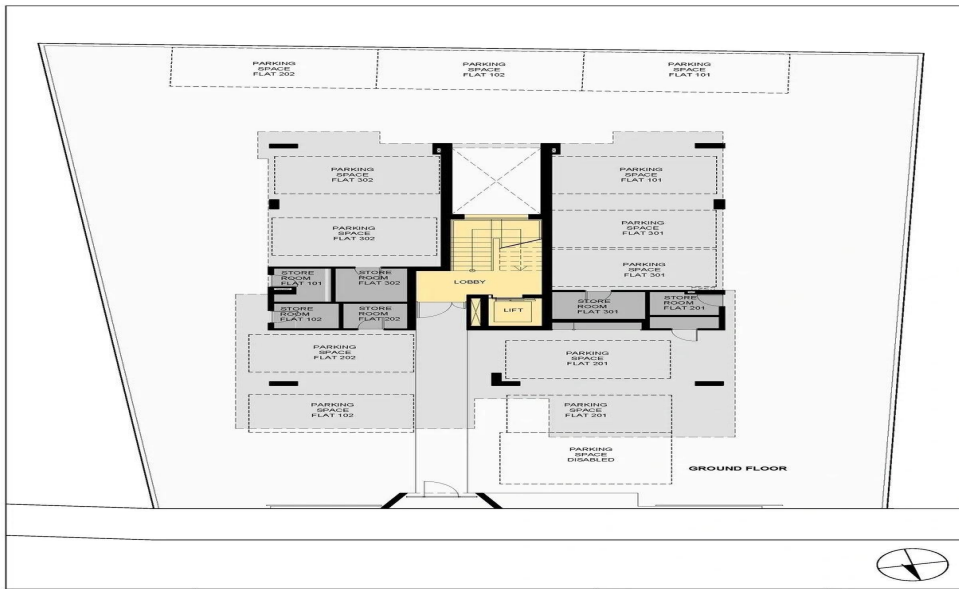 PARKING
SPACE
FLAT 202
PARKING
SPACE
FLAT 102
PARKING
SPACE
FLAT 101
PARKING
SPACE
FLAT 302
PARKING
SPACE
FLAT 101
PARKING
SPACE
FLAT 302
PARKING
SPACE
FLAT 301
PARKING
SPACE
FLAT 301
STORE
ROOM
FLAT 101
STORE
ROOM
FLAT 302
LOBBY
STORE
ROOM
FLAT 102
STORE
ROOM
FLAT 202
LIFT
STORE
ROOM
FLAT 301
STORE
ROOM
FLAT 201
PARKING
SPACE
FLAT 202
PARKING
SPACE
FLAT 201
PARKING
SPACE
FLAT 102
PARKING
SPACE
FLAT 201
PARKING
SPACE
DISABLED
GROUND FLOOR